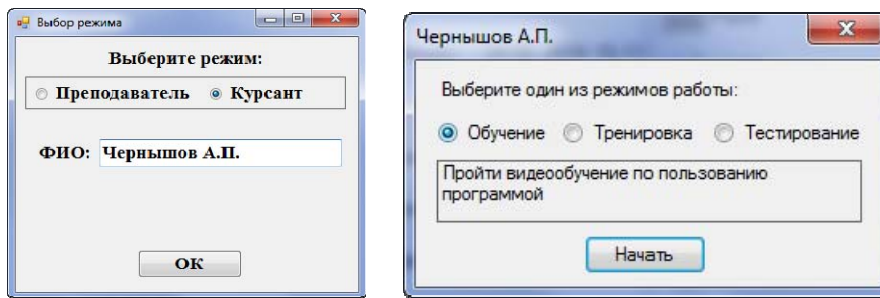 Выбор режима
Выберите режим:
Преподаватель Курсант
ФИО: Чернышов А.П.
ОК
Чернышов А.П.
Выберите один из режимов работы:
Обучение Тренировка Тестирование
Пройти видеообучение по пользованию
программой
Начать